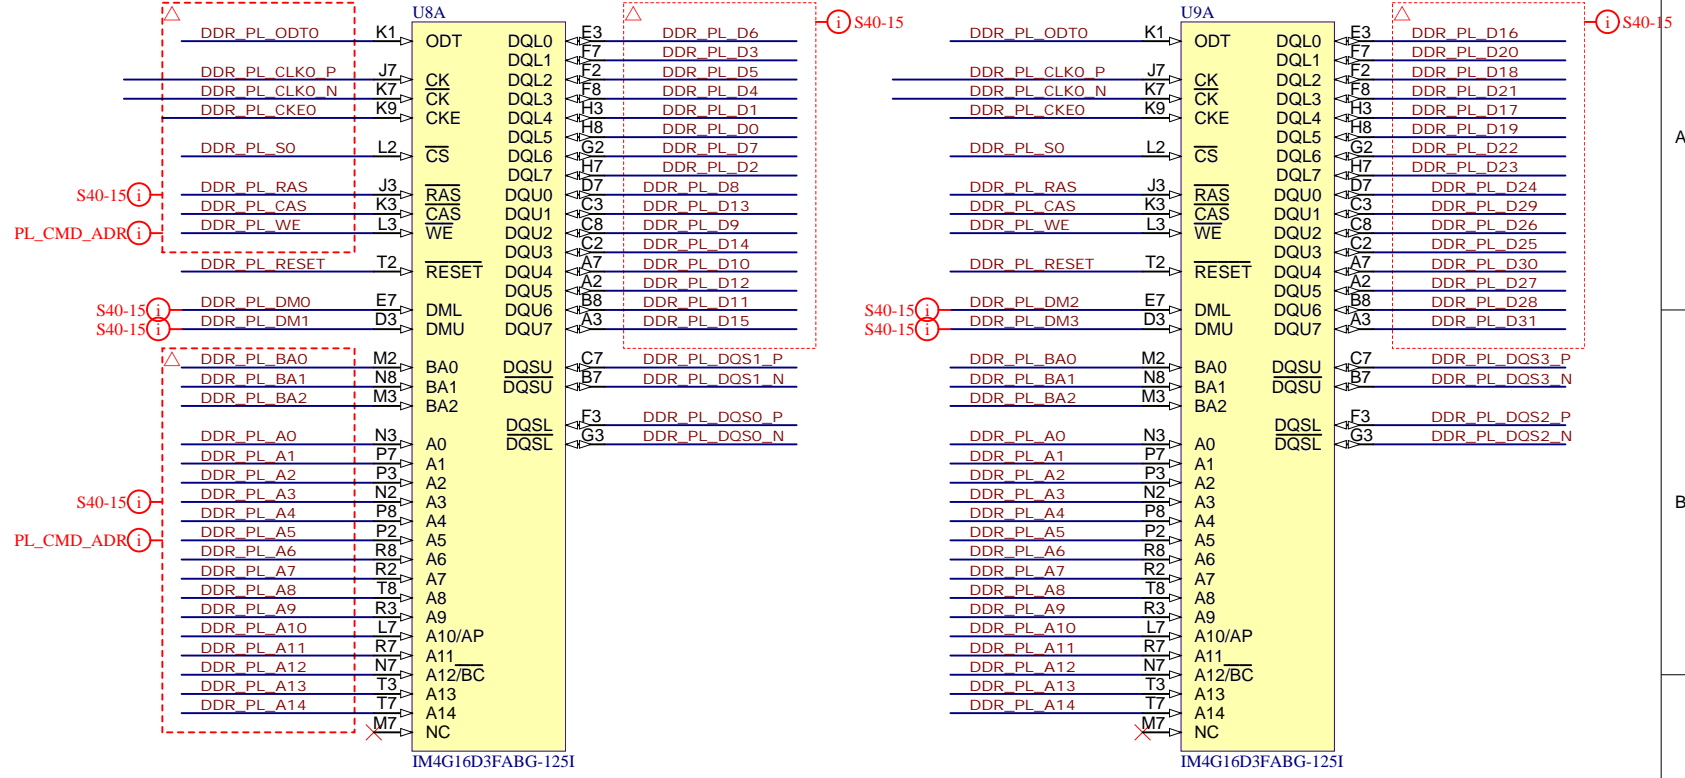 U8A
U9A
S40-15
S40-15
DDR_PL_ODT0 K1 ODT DQL0 E3 DDR_PL_D6
DQL1 F7 DDR_PL_D3
DDR_PL_CLK0_P J7 CK DQL2 F2 DDR_PL_D5
DDR_PL_CLK0_N K7 CK DQL3 F8 DDR_PL_D4
DDR_PL_CKE0 K9 CKE DQL4 H3 DDR_PL_D1
DQL5 H8 DDR_PL_D0
DDR_PL_S0 L2 CS DQL6 G2 DDR_PL_D7
DQL7 H7 DDR_PL_D2
S40-15 i DDR_PL_RAS J3 RAS DQU0 D7 DDR_PL_D8
DDR_PL_CAS K3 CAS DQU1 C3 DDR_PL_D13
PL_CMD_ADR i DDR_PL_WE L3 WE DQU2 C8 DDR_PL_D9
DQU3 C2 DDR_PL_D14
DDR_PL_RESET T2 RESET DQU4 A7 DDR_PL_D10
DQU5 A2 DDR_PL_D12
S40-15 i DDR_PL_DM0 E7 DML DQU6 B8 DDR_PL_D11
S40-15 i DDR_PL_DM1 D3 DMU DQU7 A3 DDR_PL_D15
DDR_PL_BA0 M2 BA0 DQSU C7 DDR_PL_DQS1_P
DDR_PL_BA1 N8 BA1 DQSU B7 DDR_PL_DQS1_N
DDR_PL_BA2 M3 BA2
DQSL F3 DDR_PL_DQS0_P
DDR_PL_A0 N3 A0 DQSL G3 DDR_PL_DQS0_N
DDR_PL_A1 P7 A1
DDR_PL_A2 P3 A2
S40-15 i DDR_PL_A3 N2 A3
DDR_PL_A4 P8 A4
PL_CMD_ADR i DDR_PL_A5 P2 A5
DDR_PL_A6 R8 A6
DDR_PL_A7 R2 A7
DDR_PL_A8 T8 A8
DDR_PL_A9 R3 A9
DDR_PL_A10 L7 A10/AP
DDR_PL_A11 R7 A11
DDR_PL_A12 N7 A12/BC
DDR_PL_A13 T3 A13
DDR_PL_A14 T7 A14
M7 NC
IM4G16D3FABG-125I
DDR_PL_ODT0 K1 ODT DQL0 E3 DDR_PL_D16
DQL1 F7 DDR_PL_D20
DDR_PL_CLK0_P J7 CK DQL2 F2 DDR_PL_D18
DDR_PL_CLK0_N K7 CK DQL3 F8 DDR_PL_D21
DDR_PL_CKE0 K9 CKE DQL4 H3 DDR_PL_D17
DQL5 H8 DDR_PL_D19
DDR_PL_S0 L2 CS DQL6 G2 DDR_PL_D22
DQL7 H7 DDR_PL_D23
DDR_PL_RAS J3 RAS DQU0 D7 DDR_PL_D24
DDR_PL_CAS K3 CAS DQU1 C3 DDR_PL_D29
DDR_PL_WE L3 WE DQU2 C8 DDR_PL_D26
DQU3 C2 DDR_PL_D25
DDR_PL_RESET T2 RESET DQU4 A7 DDR_PL_D30
DQU5 A2 DDR_PL_D27
S40-15 i DDR_PL_DM2 E7 DML DQU6 B8 DDR_PL_D28
S40-15 i DDR_PL_DM3 D3 DMU DQU7 A3 DDR_PL_D31
DDR_PL_BA0 M2 BA0 DQSU C7 DDR_PL_DQS3_P
DDR_PL_BA1 N8 BA1 DQSU B7 DDR_PL_DQS3_N
DDR_PL_BA2 M3 BA2
DQSL F3 DDR_PL_DQS2_P
DDR_PL_A0 N3 A0 DQSL G3 DDR_PL_DQS2_N
DDR_PL_A1 P7 A1
DDR_PL_A2 P3 A2
DDR_PL_A3 N2 A3
DDR_PL_A4 P8 A4
DDR_PL_A5 P2 A5
DDR_PL_A6 R8 A6
DDR_PL_A7 R2 A7
DDR_PL_A8 T8 A8
DDR_PL_A9 R3 A9
DDR_PL_A10 L7 A10/AP
DDR_PL_A11 R7 A11
DDR_PL_A12 N7 A12/BC
DDR_PL_A13 T3 A13
DDR_PL_A14 T7 A14
M7 NC
IM4G16D3FABG-125I
A
B